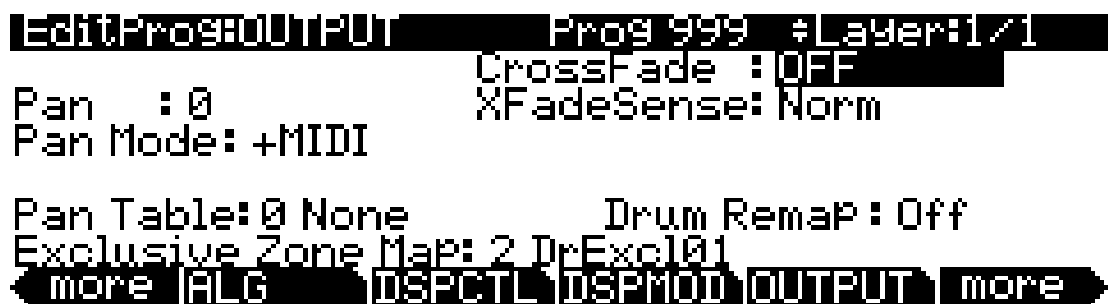 EditProg:OUTPUT Prog 999 Layer:1/1
CrossFade :OFF
Pan :0 XFadeSense:Norm
Pan Mode:+MIDI
Pan Table:0 None Drum Remap:Off
Exclusive Zone Map:2 DrExcl01
more ALG DSPCTL DSPMOD OUTPUT more